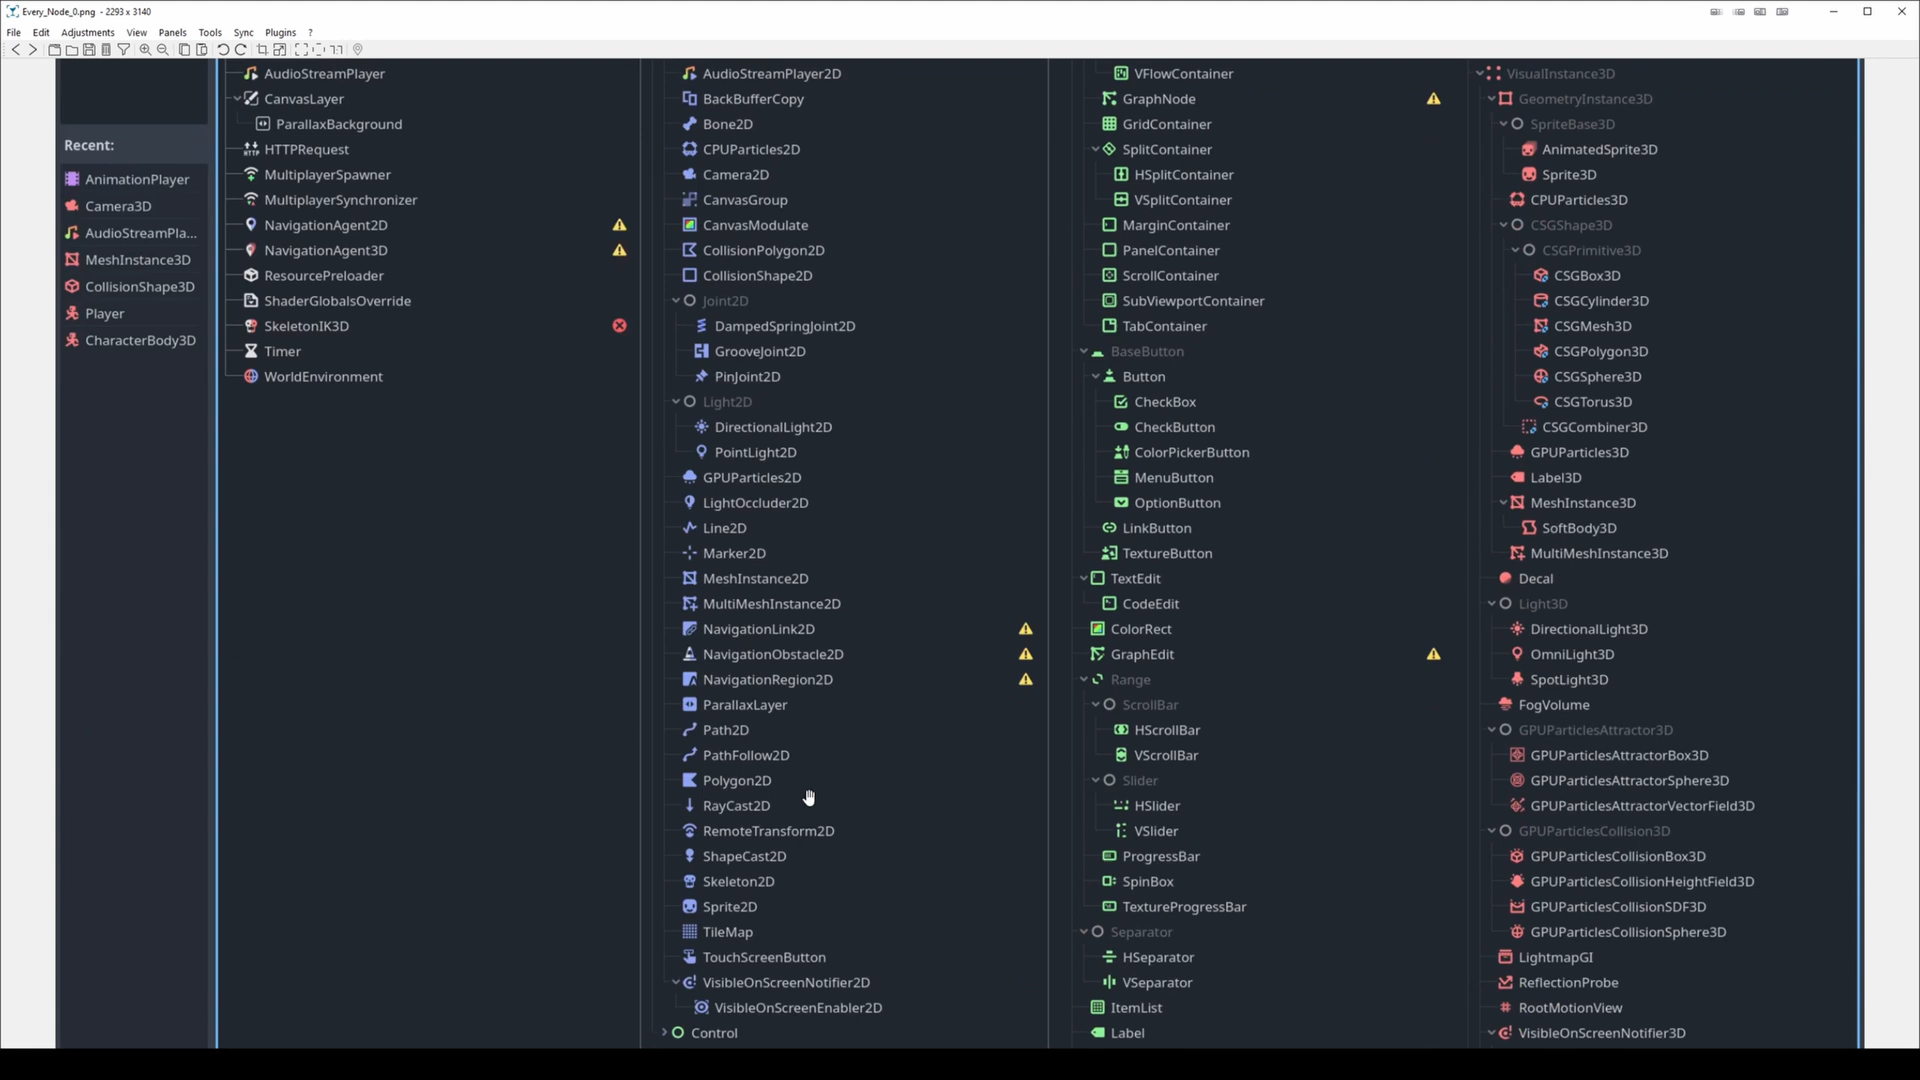 Every_Node_0.png - 2293 x 3140
File Edit Adjustments View Panels Tools Sync Plugins ?
Recent:
AnimationPlayer
Camera3D
AudioStreamPla...
MeshInstance3D
CollisionShape3D
Player
CharacterBody3D
AudioStreamPlayer
CanvasLayer
ParallaxBackground
HTTP HTTPRequest
MultiplayerSpawner
MultiplayerSynchronizer
NavigationAgent2D
NavigationAgent3D
ResourcePreloader
ShaderGlobalsOverride
SkeletonIK3D
Timer
WorldEnvironment
AudioStreamPlayer2D
BackBufferCopy
Bone2D
CPUParticles2D
Camera2D
CanvasGroup
CanvasModulate
CollisionPolygon2D
CollisionShape2D
Joint2D
DampedSpringJoint2D
GrooveJoint2D
PinJoint2D
Light2D
DirectionalLight2D
PointLight2D
GPUParticles2D
LightOccluder2D
Line2D
Marker2D
MeshInstance2D
MultiMeshInstance2D
NavigationLink2D
NavigationObstacle2D
NavigationRegion2D
ParallaxLayer
Path2D
PathFollow2D
Polygon2D
RayCast2D
RemoteTransform2D
ShapeCast2D
Skeleton2D
Sprite2D
TileMap
TouchScreenButton
VisibleOnScreenNotifier2D
VisibleOnScreenEnabler2D
Control
VFlowContainer
GraphNode
GridContainer
SplitContainer
HSplitContainer
VSplitContainer
MarginContainer
PanelContainer
ScrollContainer
SubViewportContainer
TabContainer
BaseButton
Button
CheckBox
CheckButton
ColorPickerButton
MenuButton
OptionButton
LinkButton
TextureButton
TextEdit
CodeEdit
ColorRect
GraphEdit
Range
ScrollBar
HScrollBar
VScrollBar
Slider
HSlider
VSlider
ProgressBar
SpinBox
TextureProgressBar
Separator
HSeparator
VSeparator
ItemList
Label
VisualInstance3D
GeometryInstance3D
SpriteBase3D
AnimatedSprite3D
Sprite3D
CPUParticles3D
CSGShape3D
CSGPrimitive3D
CSGBox3D
CSGCylinder3D
CSGMesh3D
CSGPolygon3D
CSGSphere3D
CSGTorus3D
CSGCombiner3D
GPUParticles3D
Label3D
MeshInstance3D
SoftBody3D
MultiMeshInstance3D
Decal
Light3D
DirectionalLight3D
OmniLight3D
SpotLight3D
FogVolume
GPUParticlesAttractor3D
GPUParticlesAttractorBox3D
GPUParticlesAttractorSphere3D
GPUParticlesAttractorVectorField3D
GPUParticlesCollision3D
GPUParticlesCollisionBox3D
GPUParticlesCollisionHeightField3D
GPUParticlesCollisionSDF3D
GPUParticlesCollisionSphere3D
LightmapGI
ReflectionProbe
RootMotionView
VisibleOnScreenNotifier3D